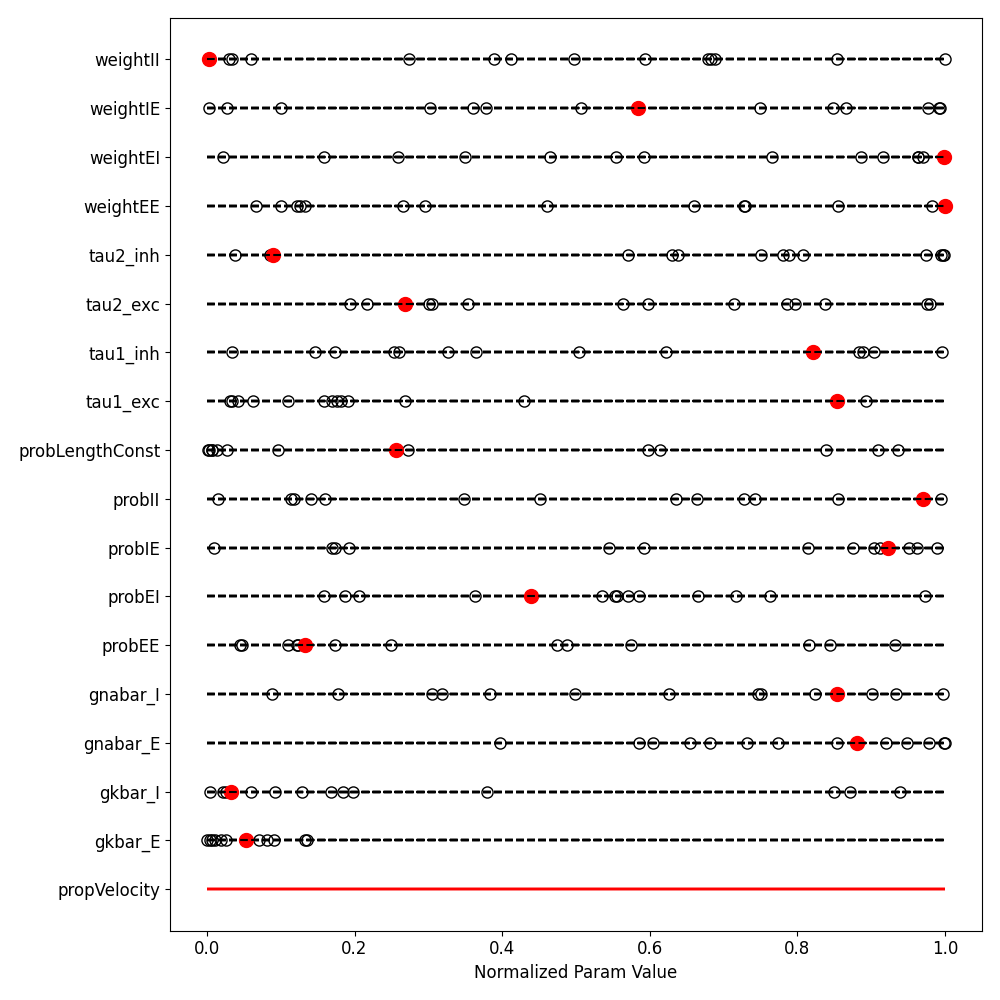 weightII
weightIE
weightEI
weightEE
tau2_inh
tau2_exc
tau1_inh
tau1_exc
probLengthConst
probII
probIE
probEI
probEE
gnabar_I
gnabar_E
gkbar_I
gkbar_E
propVelocity
0.0 0.2 0.4 0.6 0.8 1.0
Normalized Param Value